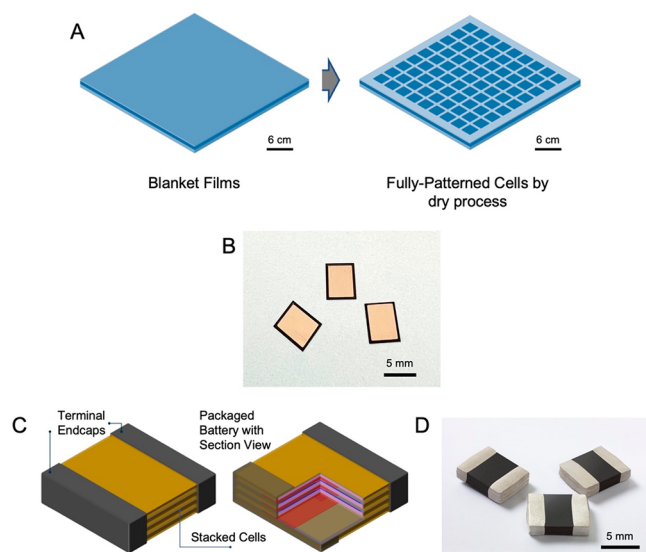 A
6 cm
6 cm
Blanket Films
Fully-Patterned Cells by
dry process
B
5 mm
C
Terminal
Endcaps
Packaged
Battery with
Section View
Stacked Cells
D
5 mm